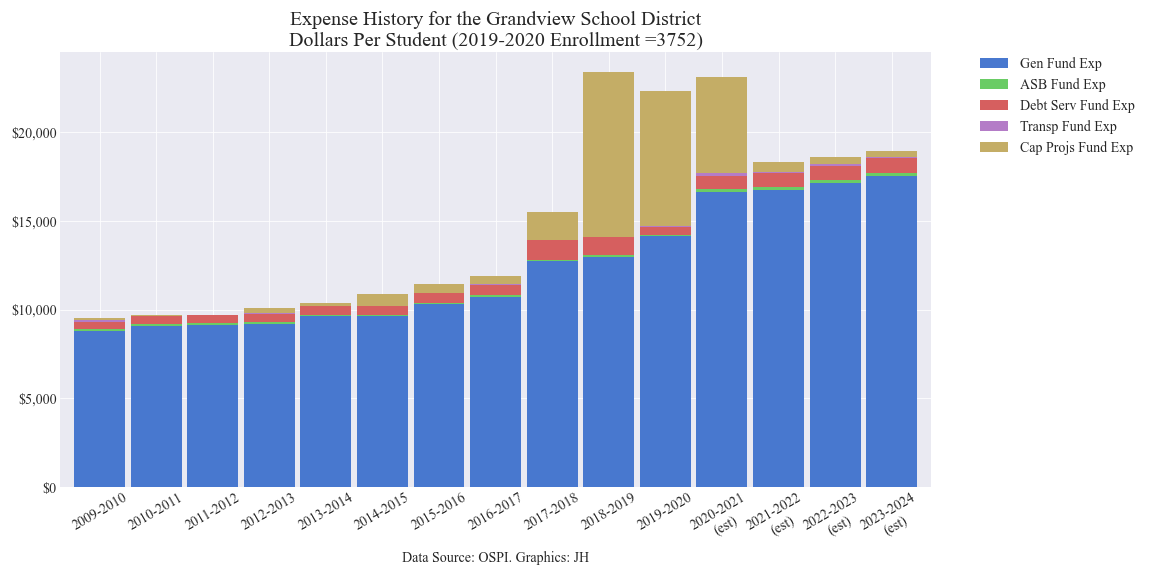 Expense History for the Grandview School District
Dollars Per Student (2019-2020 Enrollment =3752)
Gen Fund Exp
ASB Fund Exp
Debt Serv Fund Exp
Transp Fund Exp
Cap Projs Fund Exp
$20,000
$15,000
$10,000
$5,000
$0
2009-2010
2010-2011
2011-2012
2012-2013
2013-2014
2014-2015
2015-2016
2016-2017
2017-2018
2018-2019
2019-2020
2020-2021
(est)
2021-2022
(est)
2022-2023
(est)
2023-2024
(est)
Data Source: OSPI. Graphics: JH